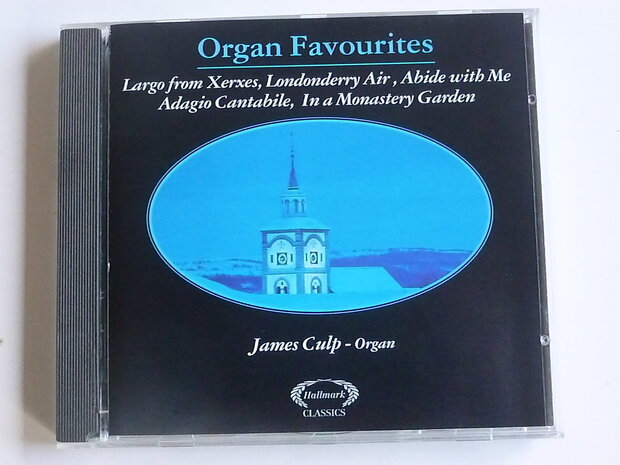 Organ Favourites
Largo from Xerxes, Londonderry Air , Abide with Me
Adagio Cantabile, In a Monastery Garden
James Culp - Organ
Hallmark
CLASSICS